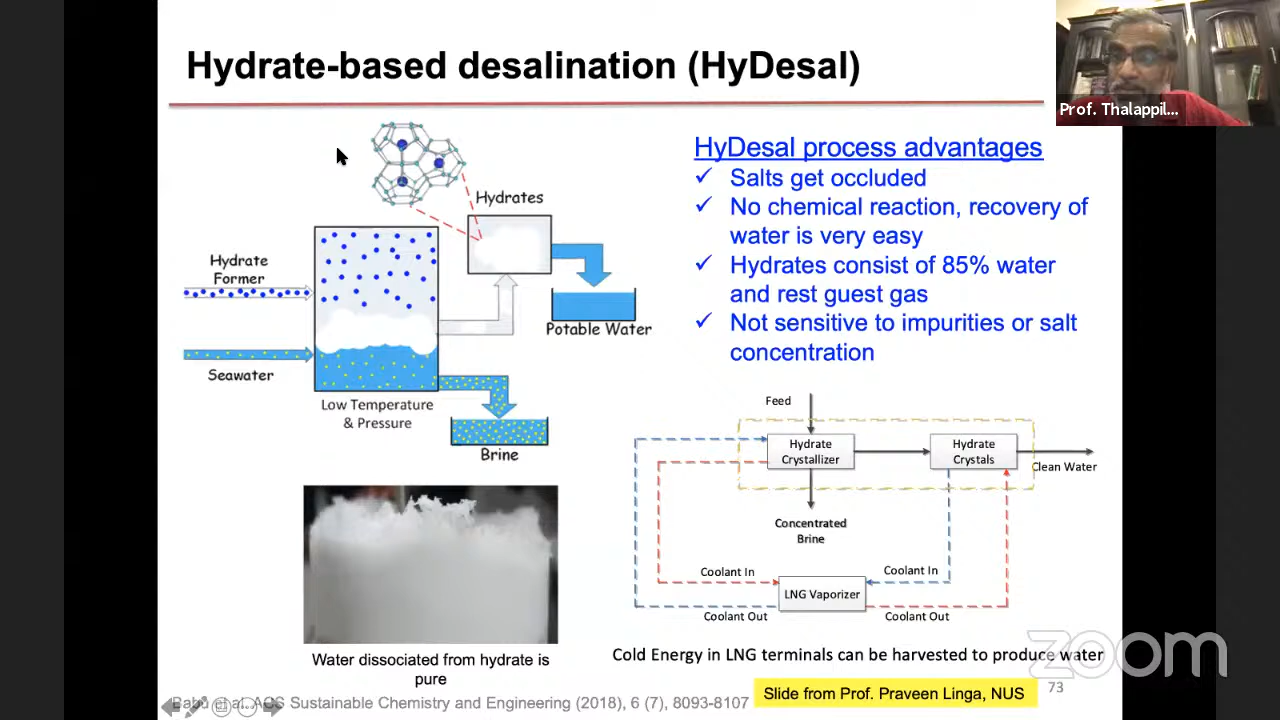 Hydrate-based desalination (HyDesal)
Prof. Thalappil...
Hydrates
Hydrate
Former
Seawater
Low Temperature
& Pressure
Potable Water
Brine
HyDesal process advantages
✓ Salts get occluded
✓ No chemical reaction, recovery of
water is very easy
✓ Hydrates consist of 85% water
and rest guest gas
✓ Not sensitive to impurities or salt
concentration
Feed
Hydrate
Crystallizer
Hydrate
Crystals
Clean Water
Concentrated
Brine
Coolant In
Coolant In
LNG Vaporizer
Coolant Out
Coolant Out
Water dissociated from hydrate is
pure
Cold Energy in LNG terminals can be harvested to produce water
zoom
Babu et al. ACS Sustainable Chemistry and Engineering (2018), 6 (7), 8093-8107
Slide from Prof. Praveen Linga, NUS
73